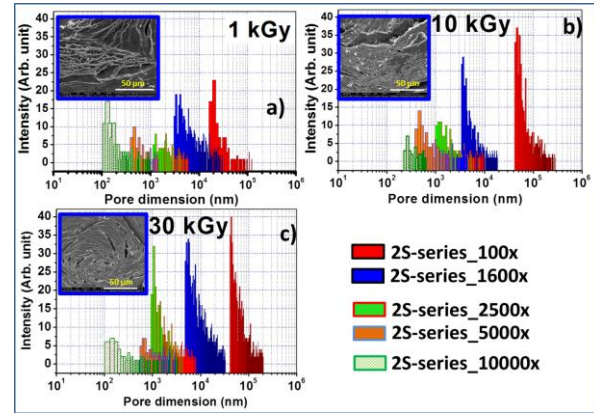 1 kGy
50 µm
a)
Intensity (Arb. unit)
40
35
30
25
20
15
10
5
0
10¹ 10² 10³ 10⁴ 10⁵ 10⁶
Pore dimension (nm)
10 kGy
50 µm
b)
Intensity (Arb. unit)
40
35
30
25
20
15
10
5
0
10¹ 10² 10³ 10⁴ 10⁵ 10⁶
Pore dimension (nm)
30 kGy
50 µm
c)
Intensity (Arb. unit)
40
35
30
25
20
15
10
5
0
10¹ 10² 10³ 10⁴ 10⁵ 10⁶
Pore dimension (nm)
2S-series_100x
2S-series_1600x
2S-series_2500x
2S-series_5000x
2S-series_10000x